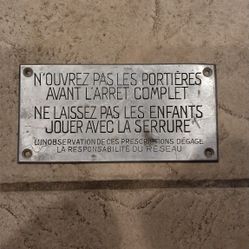 N'OUVREZ PAS LES PORTIÈRES
AVANT L'ARRET COMPLET
NE LAISSEZ PAS LES ENFANTS
JOUER AVEC LA SERRURE
L'INOBSERVATION DE CES PRESCRIPTIONS DÉGAGE
LA RESPONSABILITÉ DU RÉSEAU